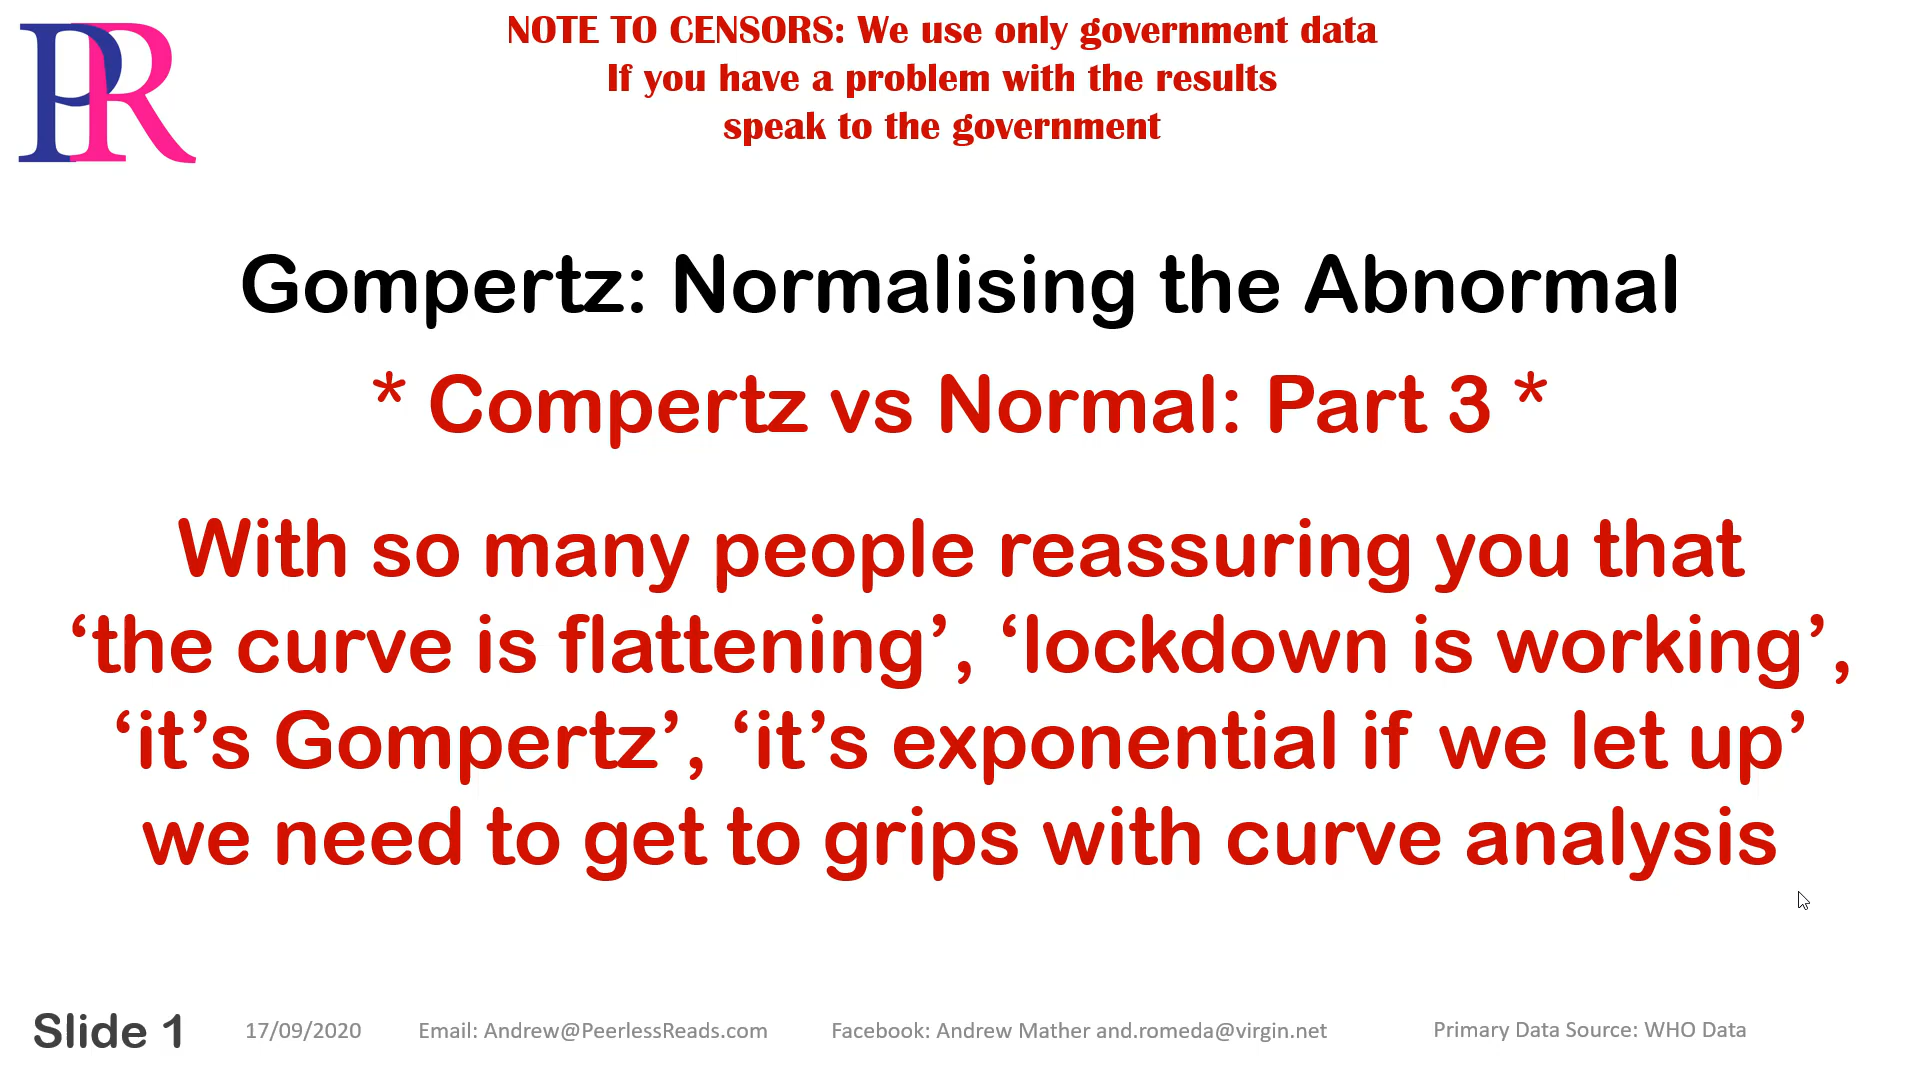 PR
NOTE TO CENSORS: We use only government data
If you have a problem with the results
speak to the government
Gompertz: Normalising the Abnormal
* Compertz vs Normal: Part 3 *
With so many people reassuring you that
‘the curve is flattening’, ‘lockdown is working’,
‘it’s Gompertz’, ‘it’s exponential if we let up’
we need to get to grips with curve analysis
Slide 1 17/09/2020 Email: Andrew@PeerlessReads.com Facebook: Andrew Mather and.romeda@virgin.net Primary Data Source: WHO Data